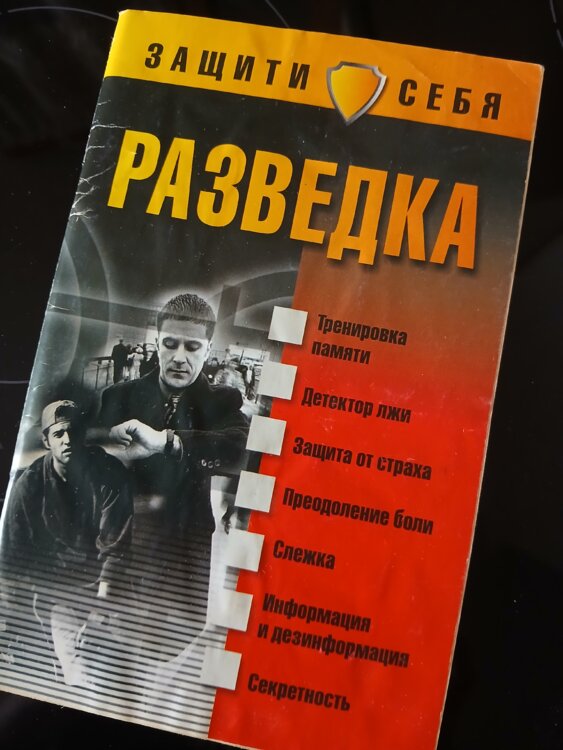 ЗАЩИТИ СЕБЯ
РАЗВЕДКА
Тренировка
памяти
Детектор лжи
Защита от страха
Преодоление боли
Слежка
Информация
и дезинформация
Секретность